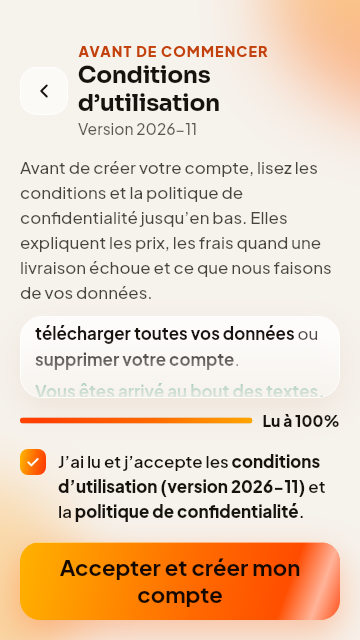 AVANT DE COMMENCER
Conditions
d’utilisation
Version 2026-11
Avant de créer votre compte, lisez les
conditions et la politique de
confidentialité jusqu’en bas. Elles
expliquent les prix, les frais quand une
livraison échoue et ce que nous faisons
de vos données.
télécharger toutes vos données ou
supprimer votre compte.
Vous êtes arrivé au bout des textes.
Lu à 100%
J’ai lu et j’accepte les conditions
d’utilisation (version 2026-11) et
la politique de confidentialité.
Accepter et créer mon
compte